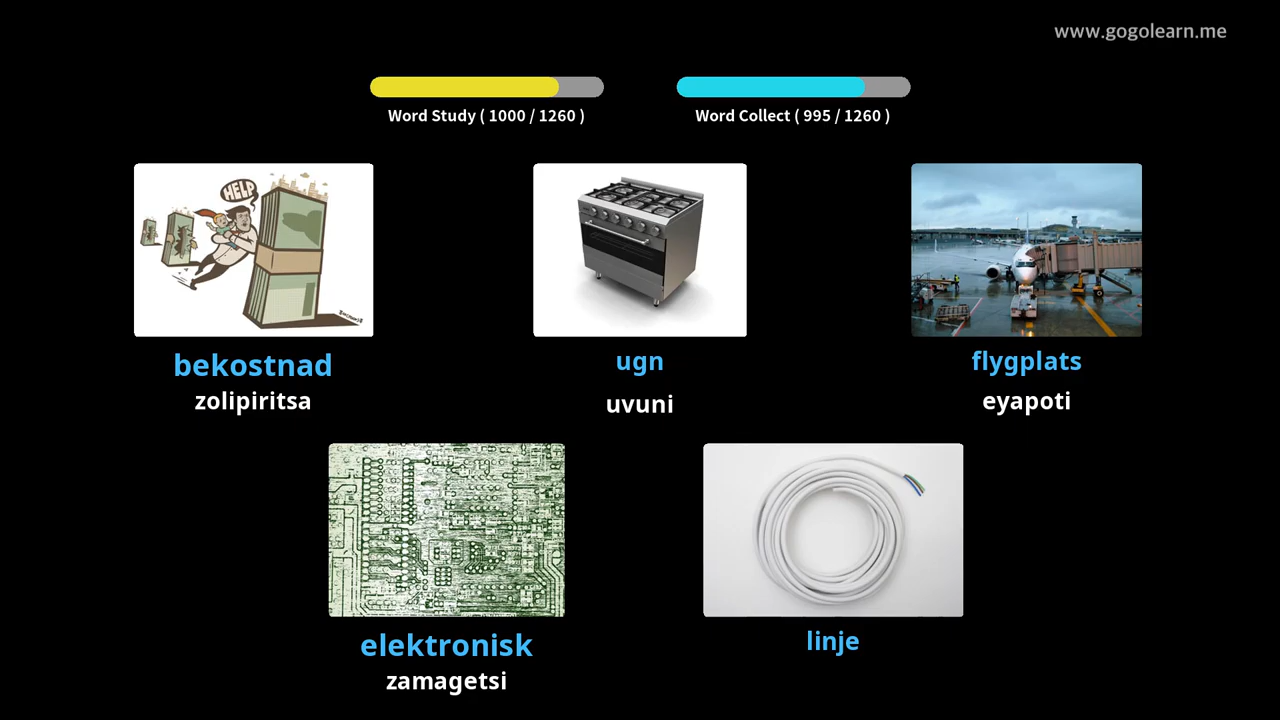 www.gogolearn.me
Word Study ( 1000 / 1260 )
Word Collect ( 995 / 1260 )
HELP
bekostnad
zolipiritsa
ugn
uvuni
flygplats
eyapoti
elektronisk
zamagetsi
linje